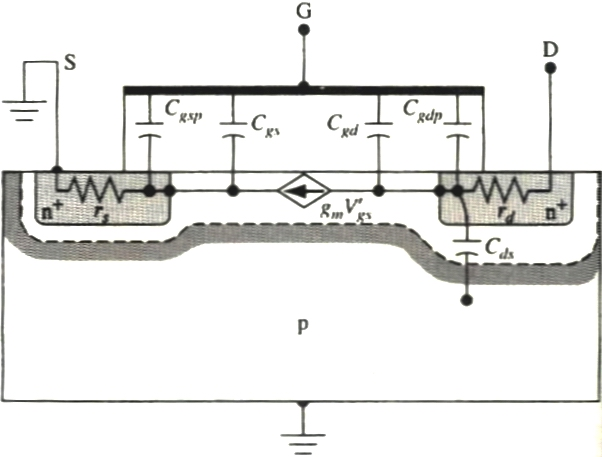 G
S
D
C_gsp
C_gs
C_gd
C_gdp
n+
r_s
g_m V'_gs
r_d
n+
C_ds
p